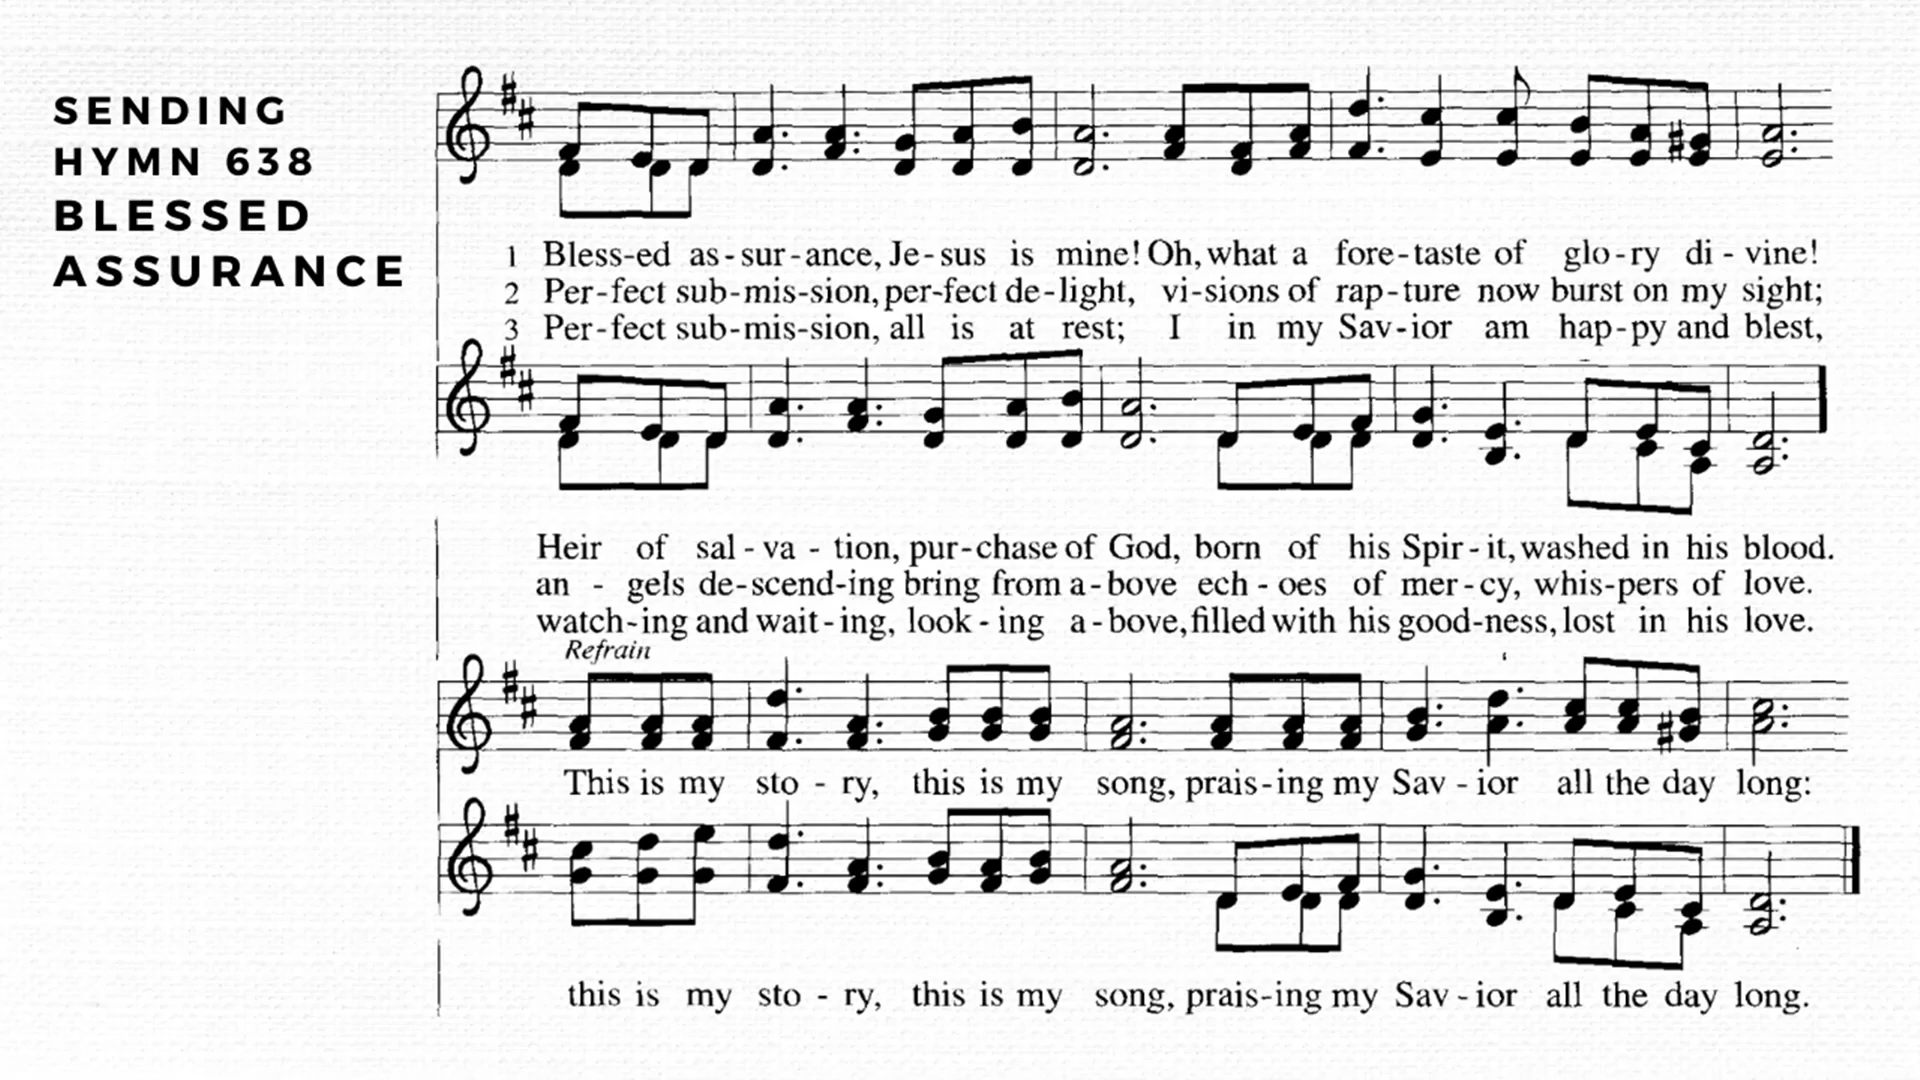 SENDING
HYMN 638
BLESSED
ASSURANCE
1 Bless-ed as-sur-ance, Je-sus is mine! Oh, what a fore-taste of glo-ry di-vine!
2 Per-fect sub-mis-sion, per-fect de-light, vi-sions of rap-ture now burst on my sight;
3 Per-fect sub-mis-sion, all is at rest; I in my Sav-ior am hap-py and blest,
Heir of sal-va-tion, pur-chase of God, born of his Spir-it, washed in his blood.
an-gels de-scend-ing bring from a-bove ech-oes of mer-cy, whis-pers of love.
watch-ing and wait-ing, look-ing a-bove, filled with his good-ness, lost in his love.
Refrain
This is my sto-ry, this is my song, prais-ing my Sav-ior all the day long:
this is my sto-ry, this is my song, prais-ing my Sav-ior all the day long.